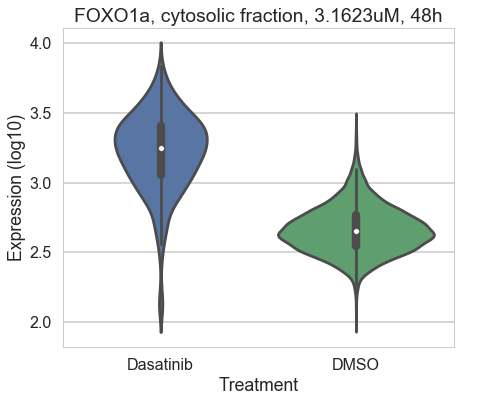 FOXO1a, cytosolic fraction, 3.1623uM, 48h
Expression (log10)
4.0
3.5
3.0
2.5
2.0
Dasatinib DMSO
Treatment